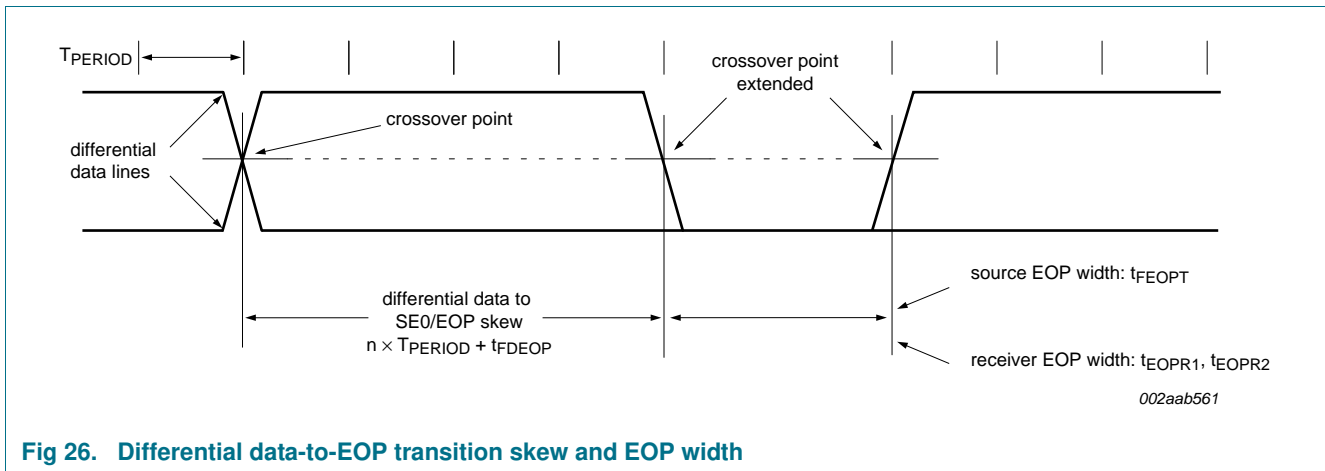 TPERIOD
crossover point
extended
crossover point
differential
data lines
source EOP width: tFEOPT
differential data to
SE0/EOP skew
n × TPERIOD + tFDEOP
receiver EOP width: tEOPR1, tEOPR2
002aab561
Fig 26. Differential data-to-EOP transition skew and EOP width